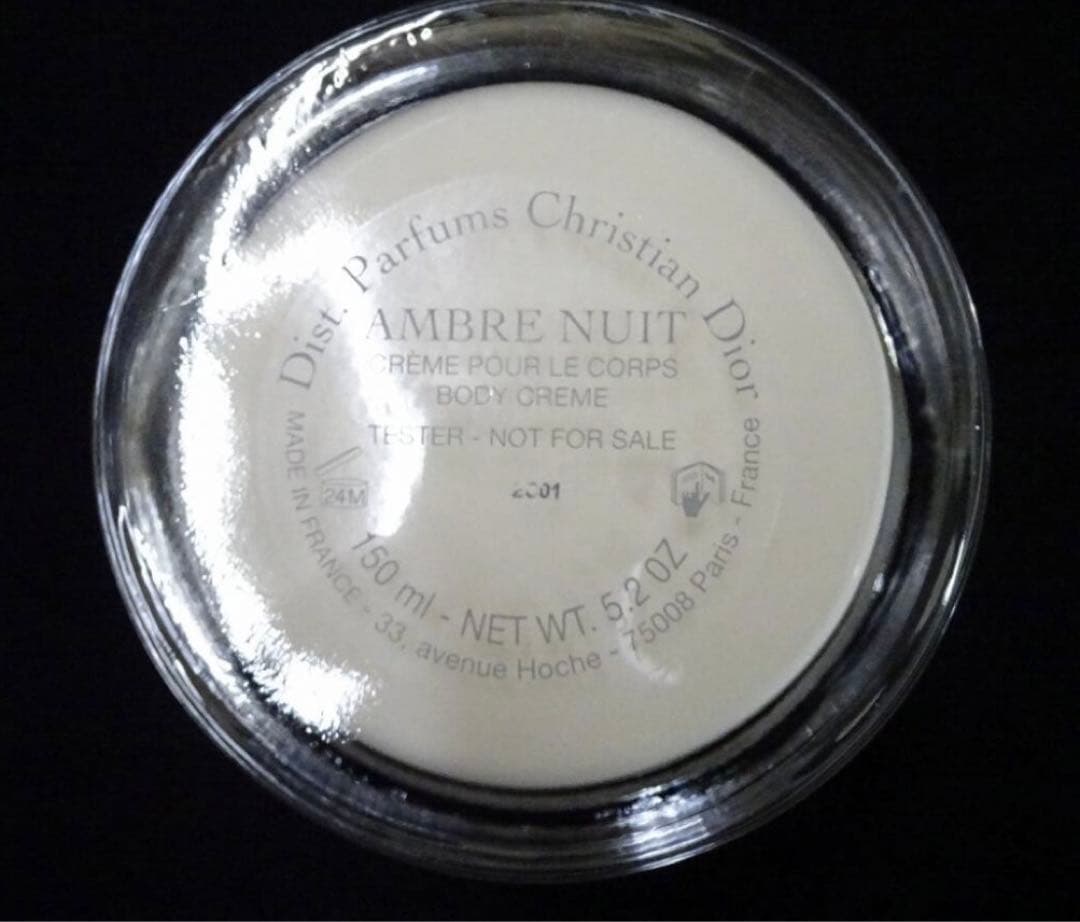 Dist. Parfums Christian Dior
AMBRE NUIT
CRÈME POUR LE CORPS
BODY CREME
TESTER - NOT FOR SALE
24M
150 ml - NET WT. 5.2 OZ
MADE IN FRANCE - 33, avenue Hoche - 75008 Paris - France